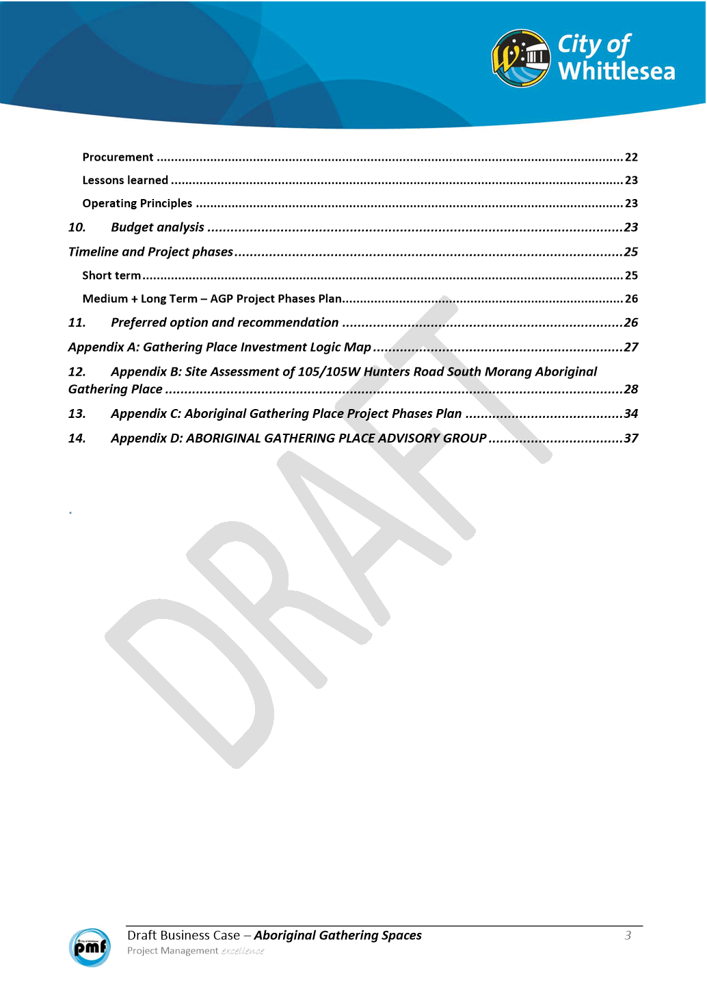 City of
Whittlesea
Procurement ........ 22
Lessons learned ........ 23
Operating Principles ........ 23
10. Budget analysis ........ 23
Timeline and Project phases ........ 25
Short term ........ 25
Medium + Long Term – AGP Project Phases Plan ........ 26
11. Preferred option and recommendation ........ 26
Appendix A: Gathering Place Investment Logic Map ........ 27
12. Appendix B: Site Assessment of 105/105W Hunters Road South Morang Aboriginal
Gathering Place ........ 28
13. Appendix C: Aboriginal Gathering Place Project Phases Plan ........ 34
14. Appendix D: ABORIGINAL GATHERING PLACE ADVISORY GROUP ........ 37
.
DRAFT
City of Whittlesea
pmf
Draft Business Case – Aboriginal Gathering Spaces 3
Project Management excellence